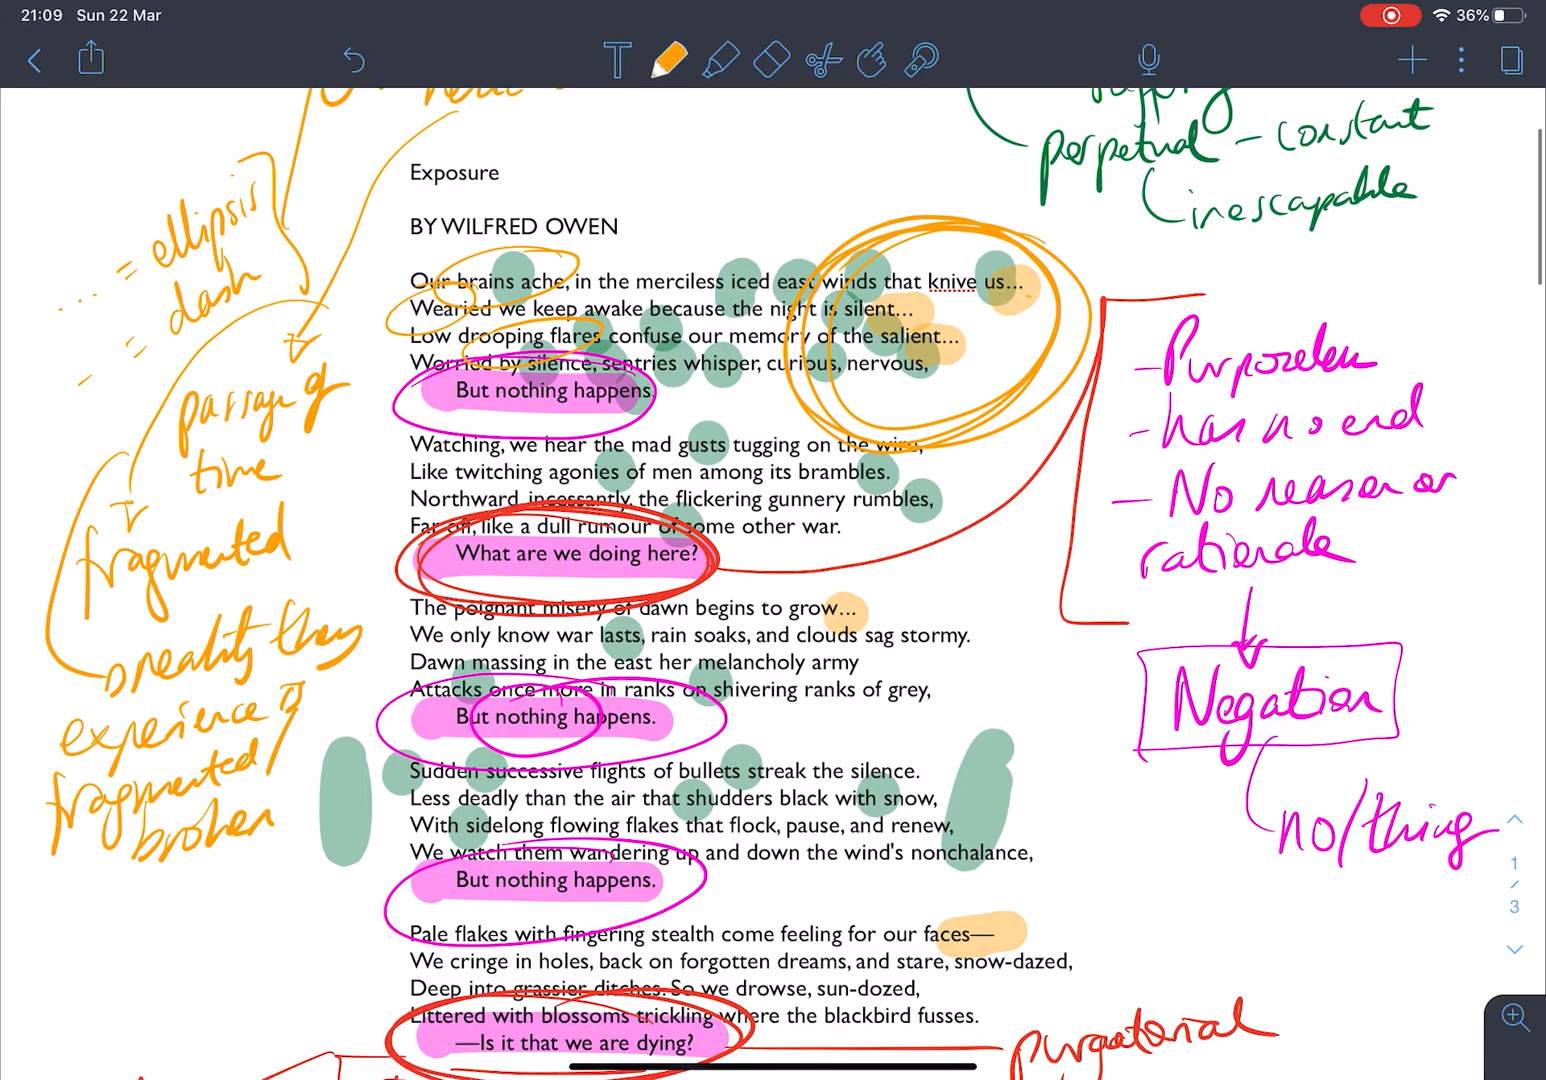 21:09 Sun 22 Mar
36%
perpetual - constant
inescapable
Exposure
BY WILFRED OWEN
Our brains ache, in the merciless iced east winds that knive us...
Wearied we keep awake because the night is silent...
Low drooping flares confuse our memory of the salient...
Worried by silence, sentries whisper, curious, nervous,
But nothing happens.
Watching, we hear the mad gusts tugging on the wire,
Like twitching agonies of men among its brambles.
Northward incessantly, the flickering gunnery rumbles,
Far off, like a dull rumour of some other war.
What are we doing here?
The poignant misery of dawn begins to grow...
We only know war lasts, rain soaks, and clouds sag stormy.
Dawn massing in the east her melancholy army
Attacks once more in ranks on shivering ranks of grey,
But nothing happens.
Sudden successive flights of bullets streak the silence.
Less deadly than the air that shudders black with snow,
With sidelong flowing flakes that flock, pause, and renew,
We watch them wandering up and down the wind's nonchalance,
But nothing happens.
Pale flakes with fingering stealth come feeling for our faces—
We cringe in holes, back on forgotten dreams, and stare, snow-dazed,
Deep into grassier ditches. So we drowse, sun-dozed,
Littered with blossoms trickling where the blackbird fusses.
—Is it that we are dying?
... = ellipsis
- = dash
passage of
time
fragmented
reality they
experience is
fragmented/
broken
- Purposeless
- has no end
- No reason or
rationale
Negation
no/thing
purgatorial
1
/
3